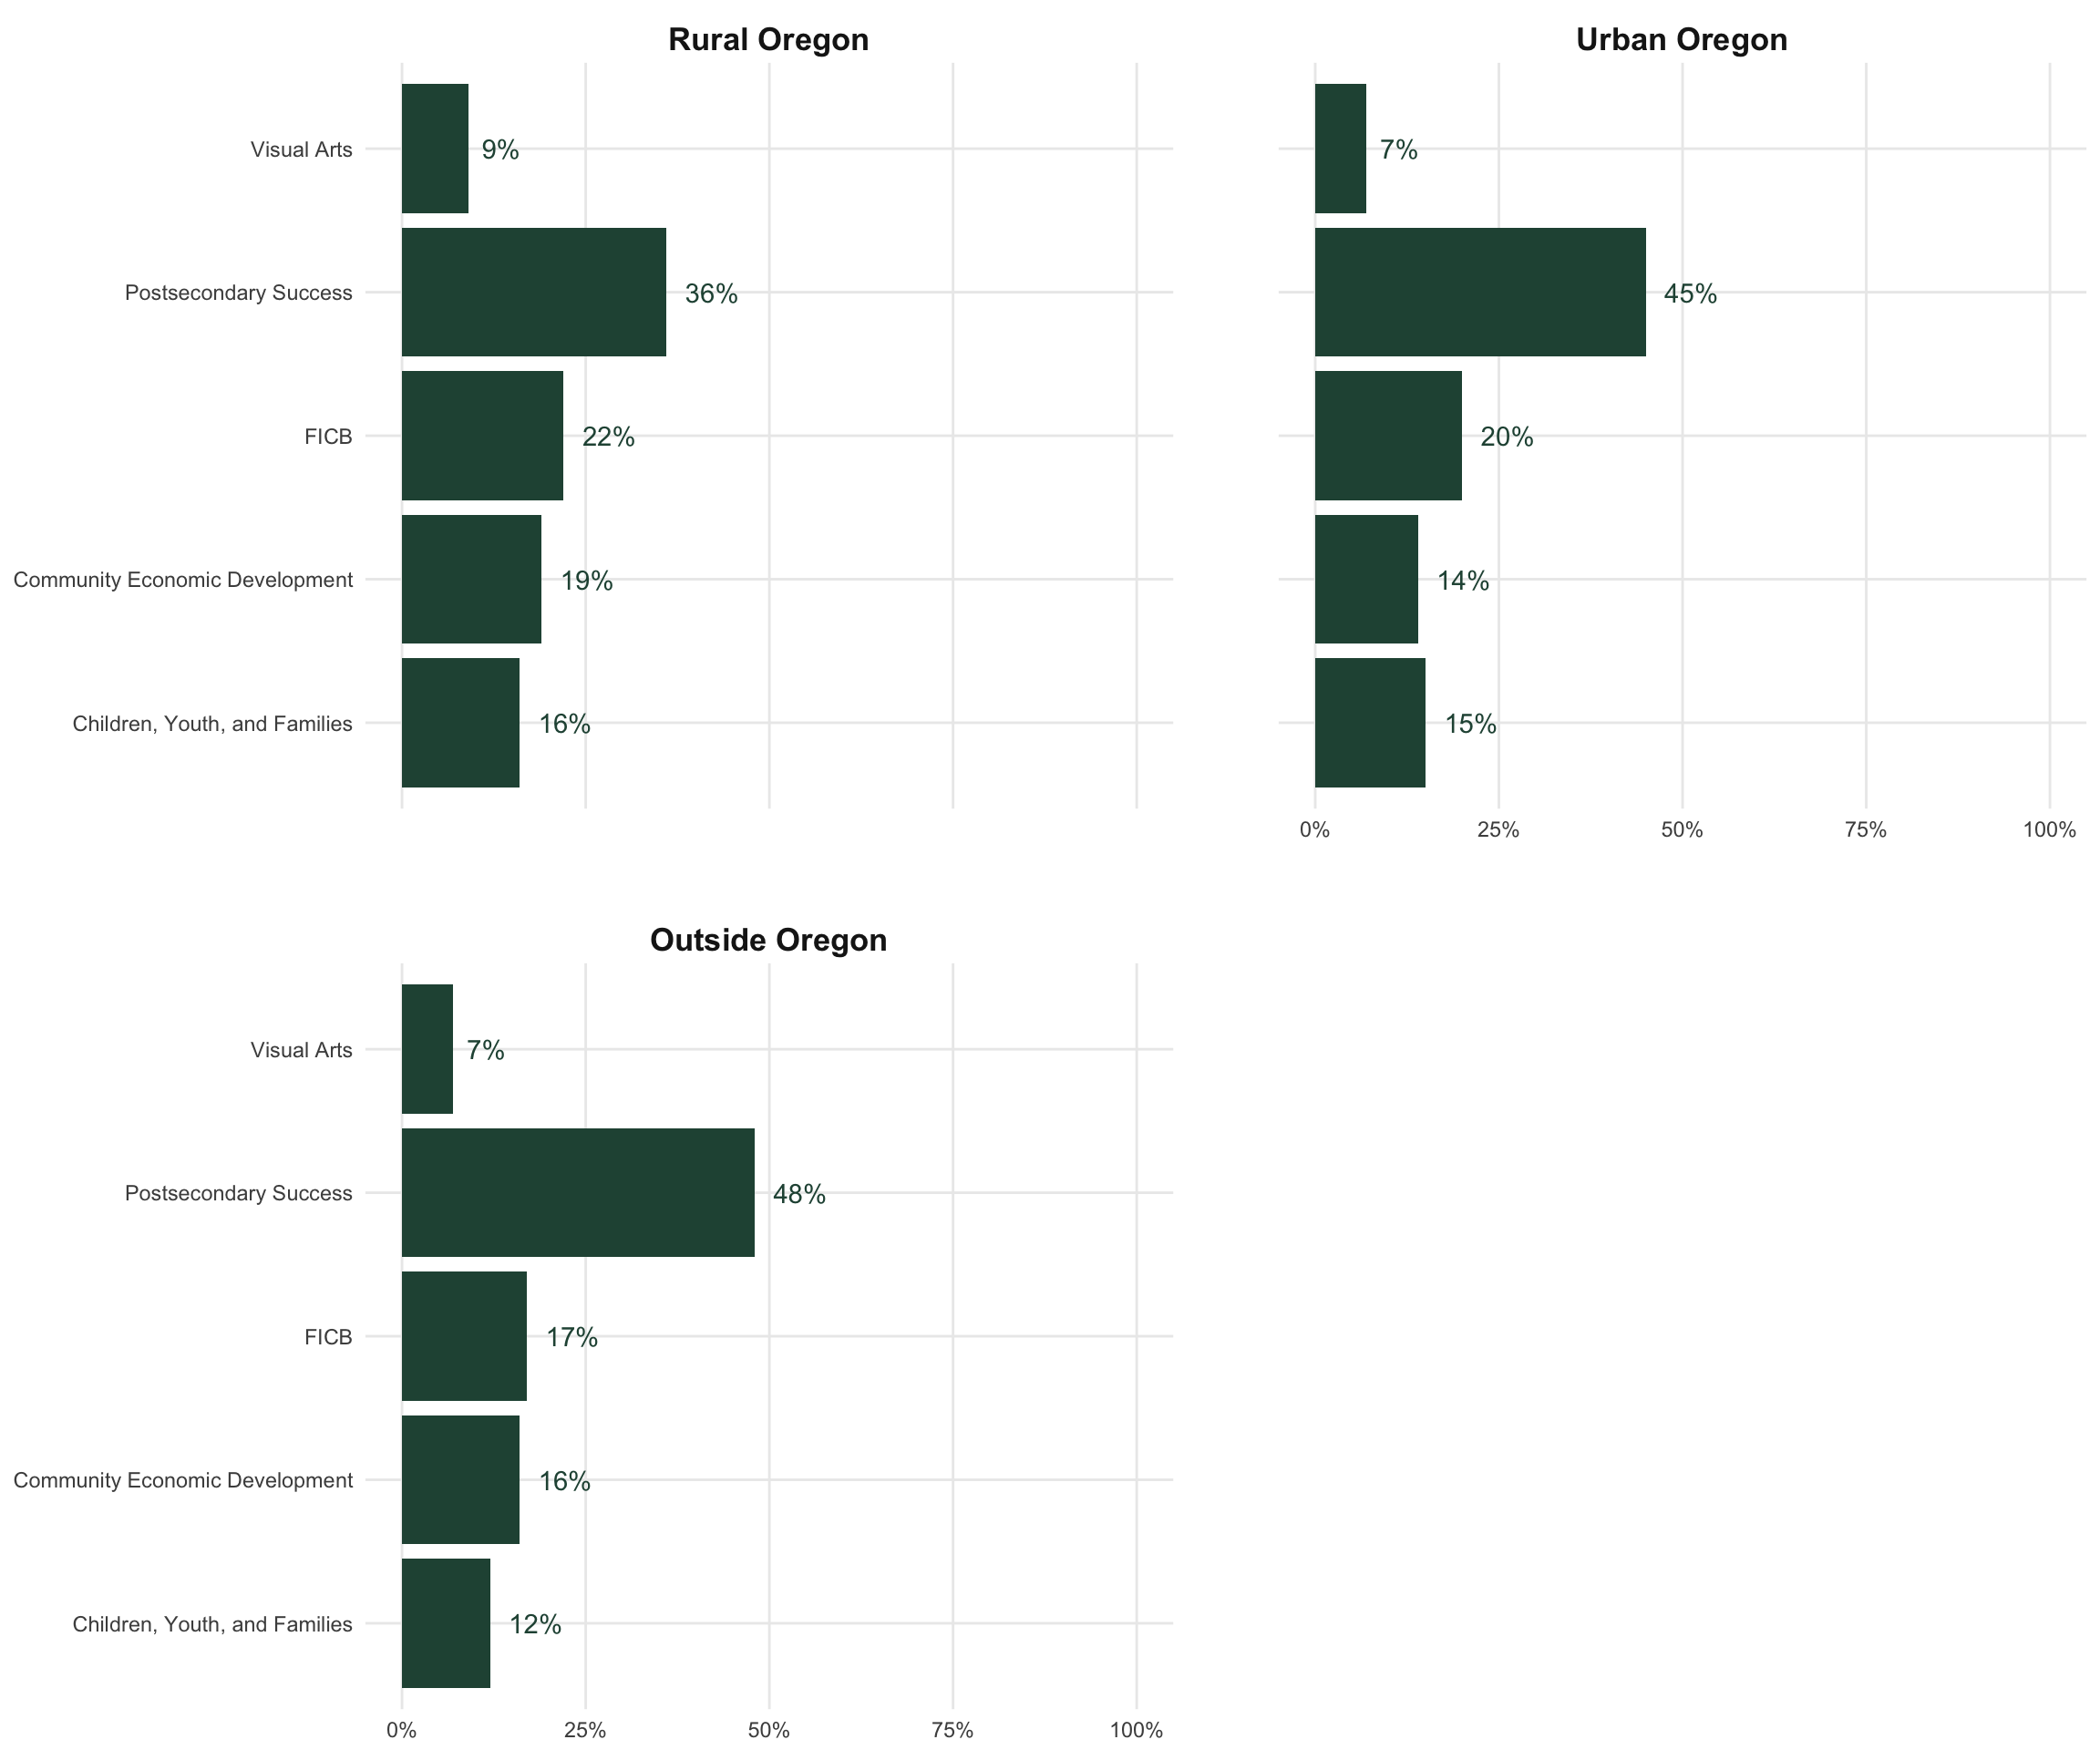 Rural Oregon
Visual Arts
9%
Postsecondary Success
36%
FICB
22%
Community Economic Development
19%
Children, Youth, and Families
16%
Urban Oregon
7%
45%
20%
14%
15%
0% 25% 50% 75% 100%
Outside Oregon
Visual Arts
7%
Postsecondary Success
48%
FICB
17%
Community Economic Development
16%
Children, Youth, and Families
12%
0% 25% 50% 75% 100%